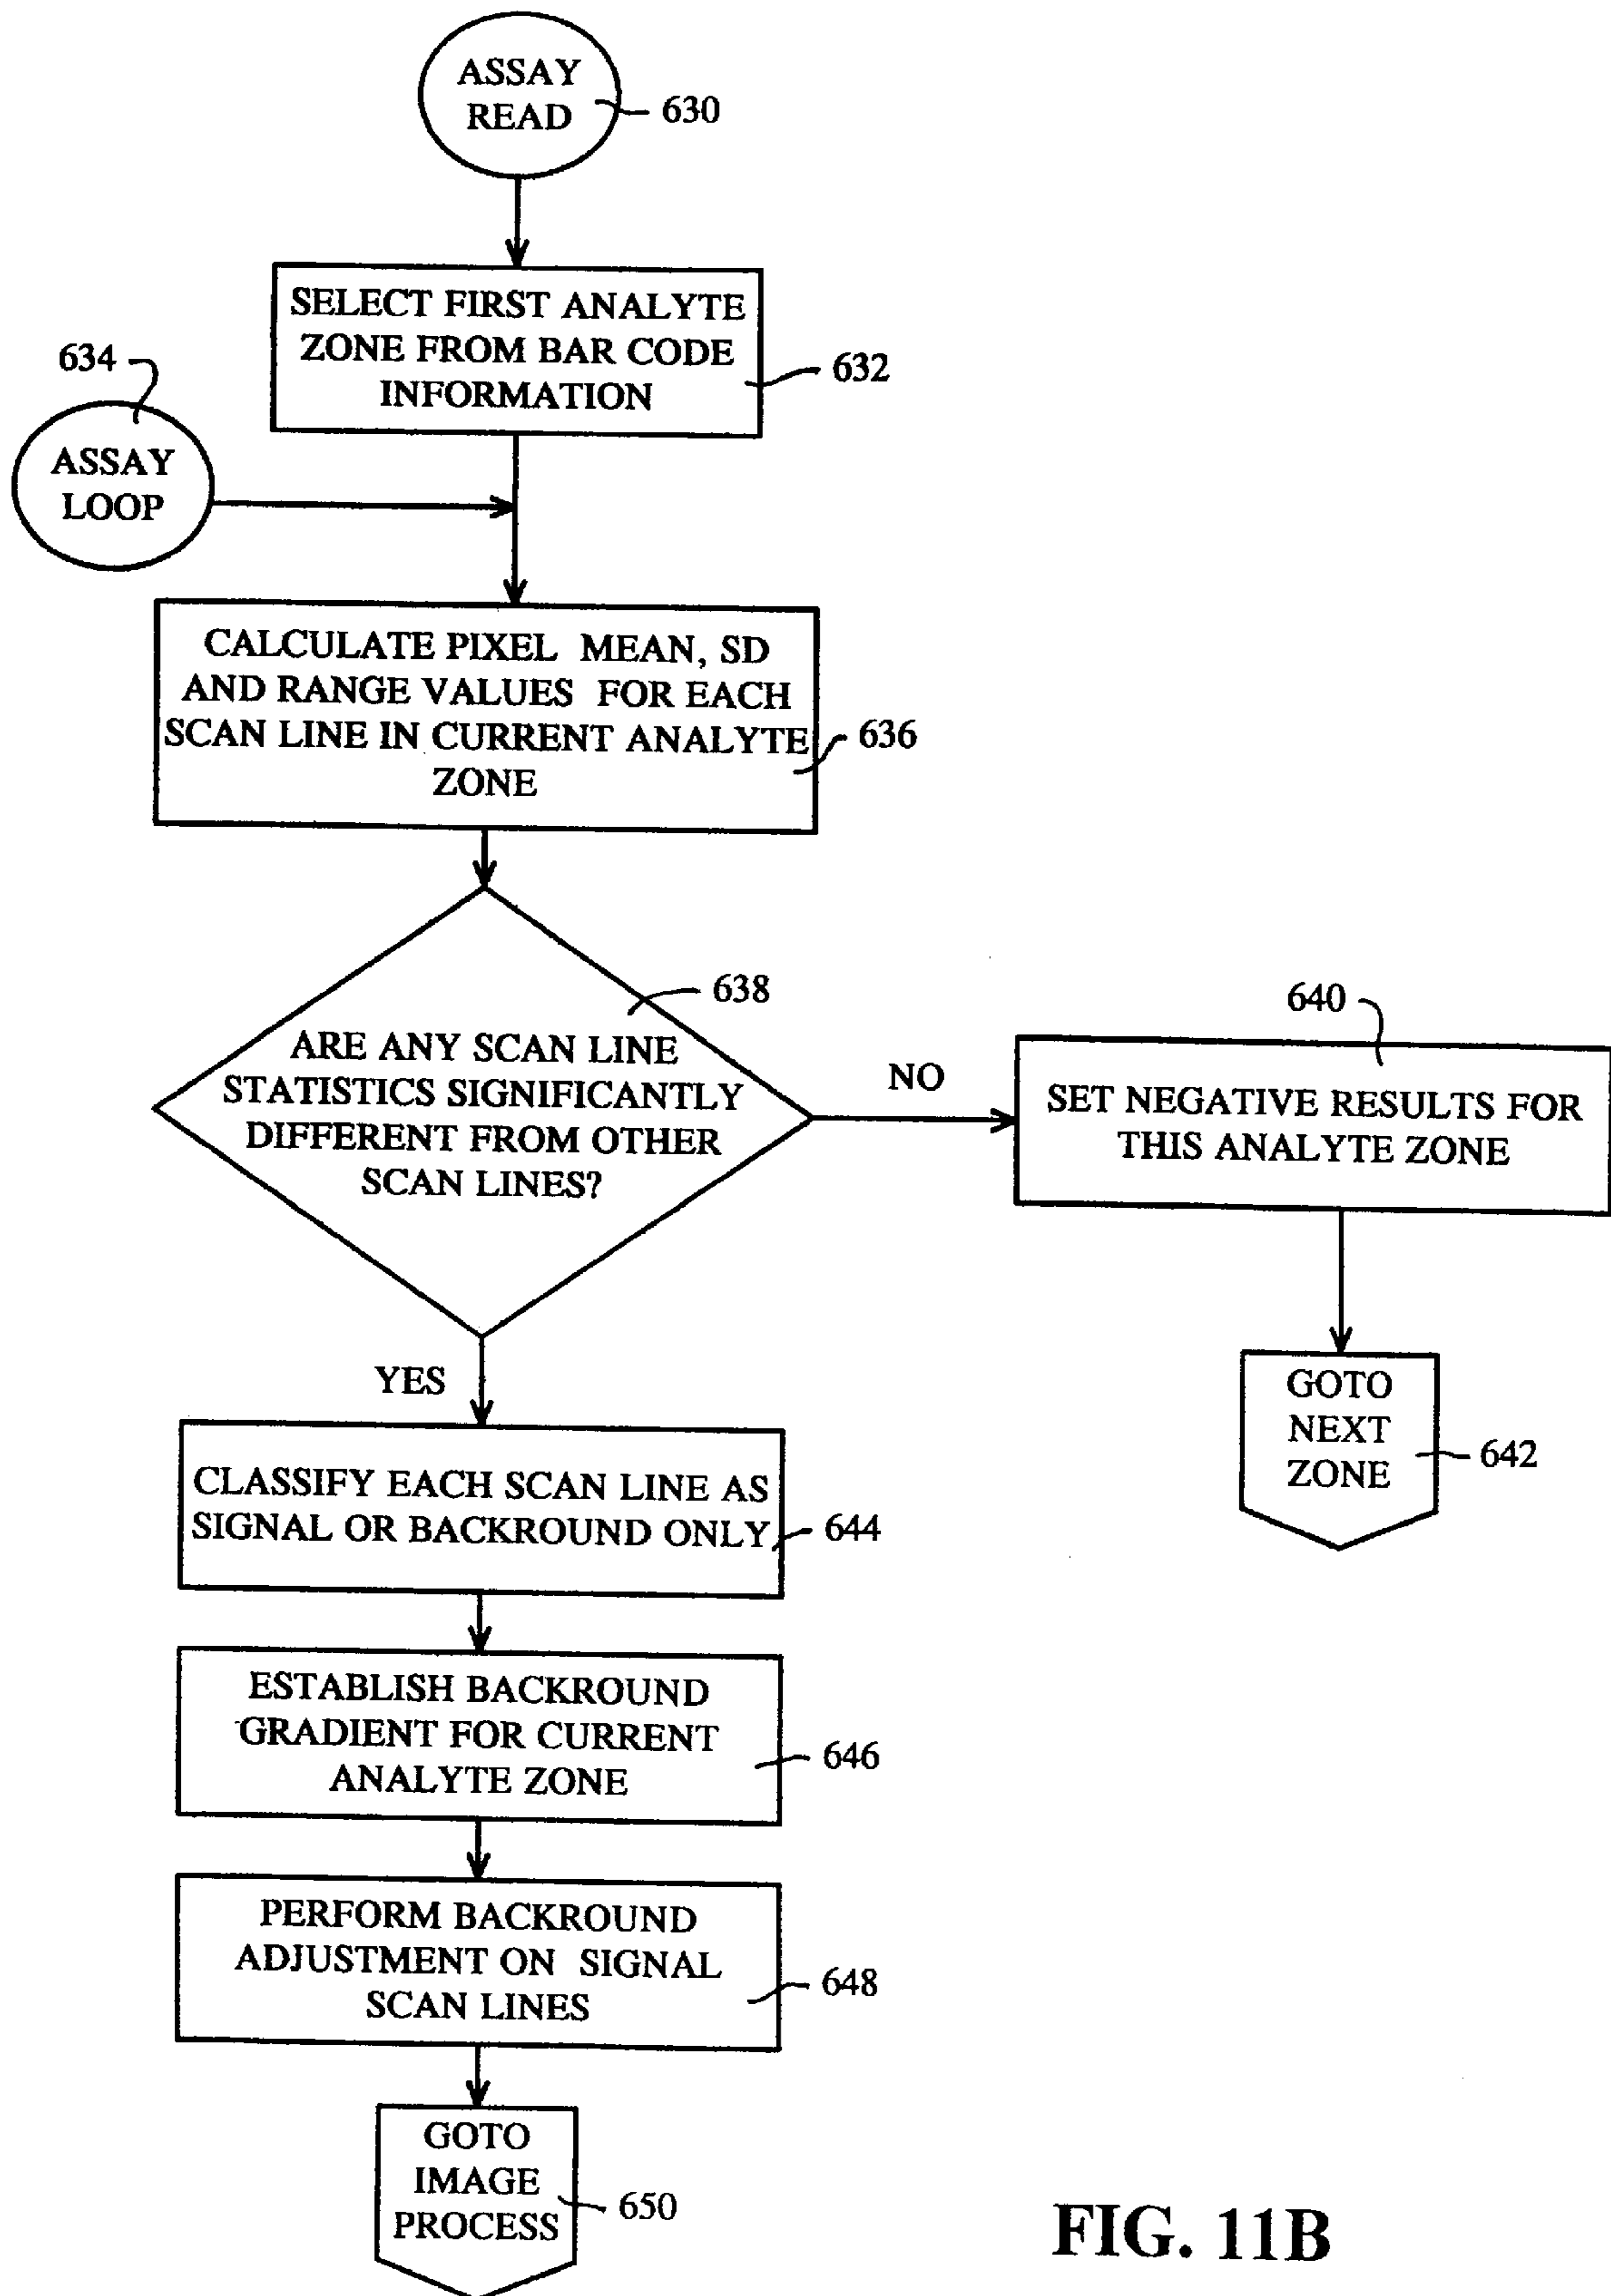 ASSAY
READ
630
SELECT FIRST ANALYTE
ZONE FROM BAR CODE
INFORMATION
632
634
ASSAY
LOOP
CALCULATE PIXEL MEAN, SD
AND RANGE VALUES FOR EACH
SCAN LINE IN CURRENT ANALYTE
ZONE
636
638
ARE ANY SCAN LINE
STATISTICS SIGNIFICANTLY
DIFFERENT FROM OTHER
SCAN LINES?
NO
640
SET NEGATIVE RESULTS FOR
THIS ANALYTE ZONE
GOTO
NEXT
ZONE
642
YES
CLASSIFY EACH SCAN LINE AS
SIGNAL OR BACKROUND ONLY
644
ESTABLISH BACKROUND
GRADIENT FOR CURRENT
ANALYTE ZONE
646
PERFORM BACKROUND
ADJUSTMENT ON SIGNAL
SCAN LINES
648
GOTO
IMAGE
PROCESS
650
FIG. 11B